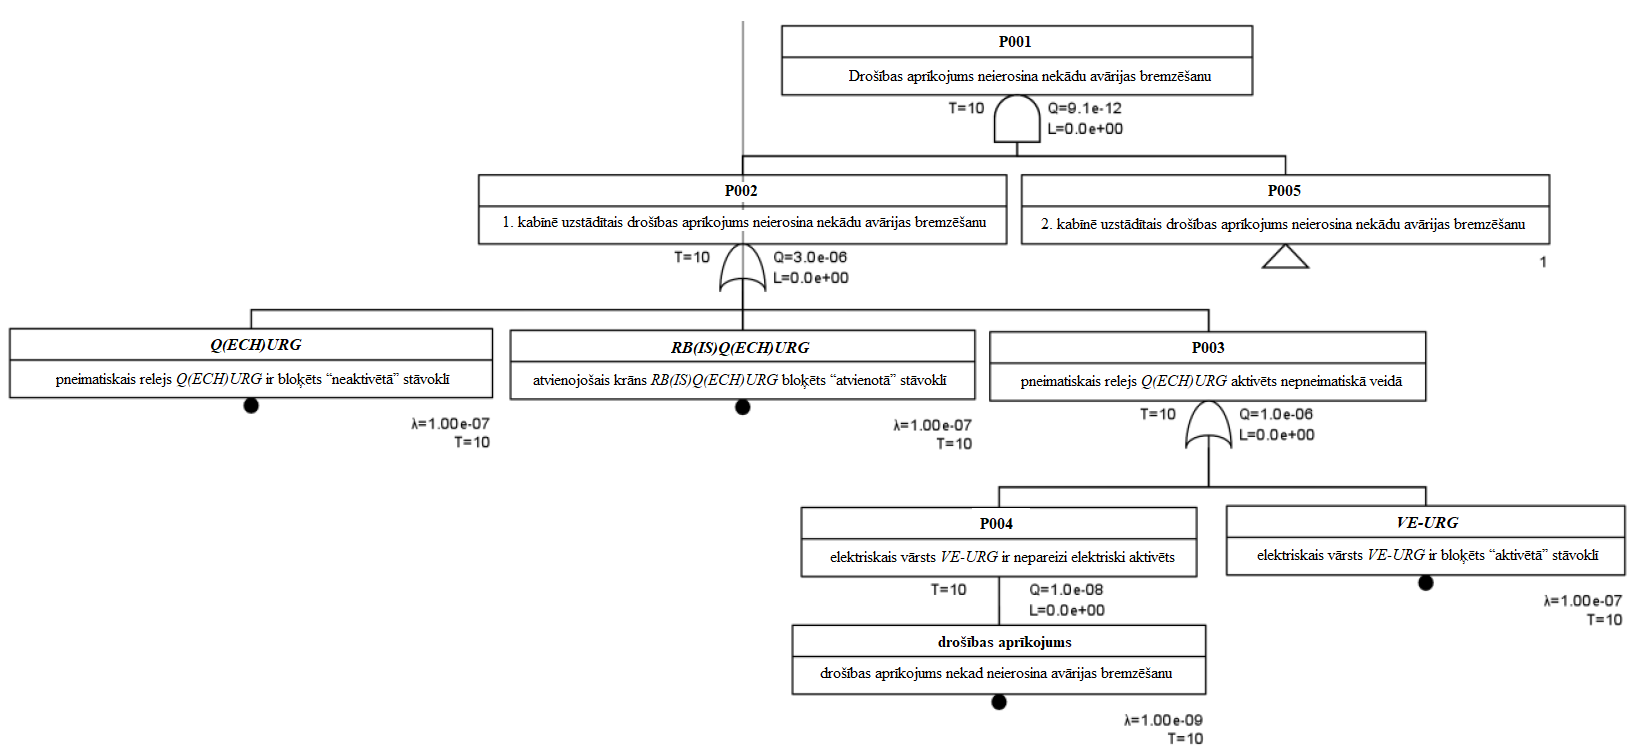 P001
Drošības aprīkojums neierosina nekādu avārijas bremzēšanu
T=10
Q=9.1e-12
L=0.0e+00
P002
1. kabīnē uzstādītais drošības aprīkojums neierosina nekādu avārijas bremzēšanu
T=10
Q=3.0e-06
L=0.0e+00
P005
2. kabīnē uzstādītais drošības aprīkojums neierosina nekādu avārijas bremzēšanu
1
Q(ECH)URG
pneimatiskais relejs Q(ECH)URG ir bloķēts “neaktivētā” stāvoklī
λ=1.00e-07
T=10
RB(IS)Q(ECH)URG
atvienojošais krāns RB(IS)Q(ECH)URG bloķēts “atvienotā” stāvoklī
λ=1.00e-07
T=10
P003
pneimatiskais relejs Q(ECH)URG aktivēts nepneimatiskā veidā
T=10
Q=1.0e-06
L=0.0e+00
P004
elektriskais vārsts VE-URG ir nepareizi elektriski aktivēts
T=10
Q=1.0e-08
L=0.0e+00
VE-URG
elektriskais vārsts VE-URG ir bloķēts “aktivētā” stāvoklī
λ=1.00e-07
T=10
drošības aprīkojums
drošības aprīkojums nekad neierosina avārijas bremzēšanu
λ=1.00e-09
T=10